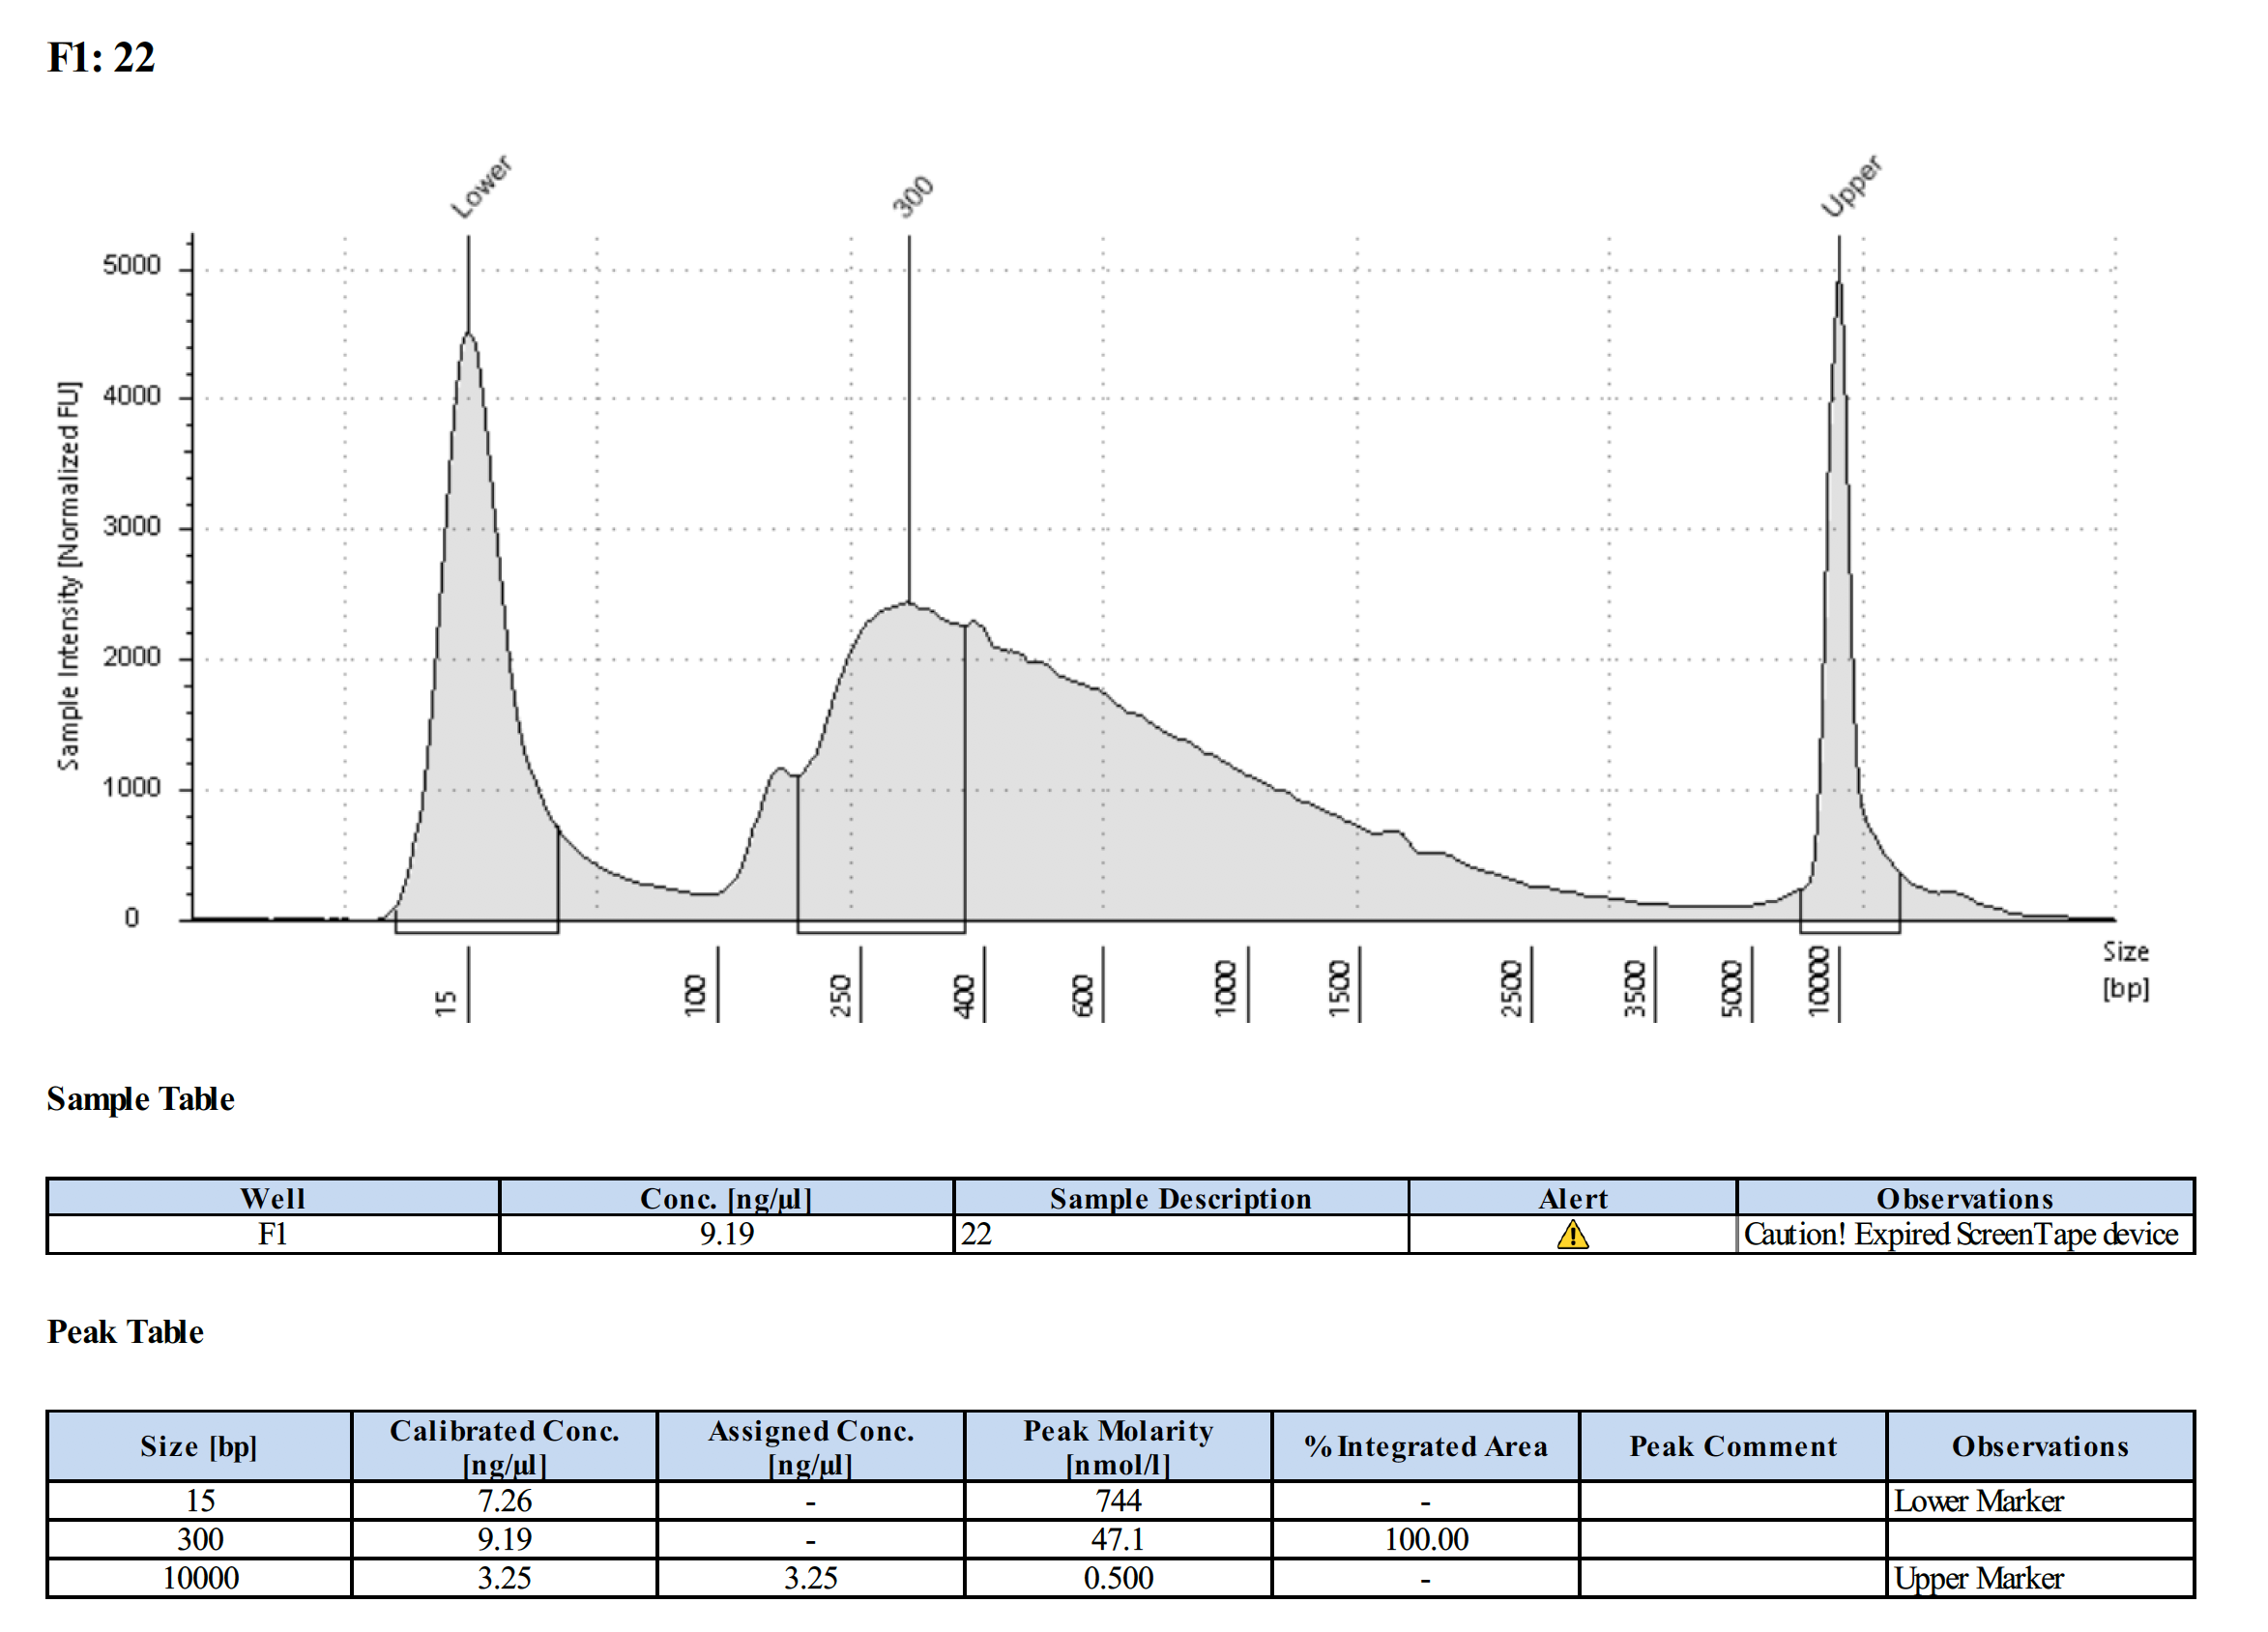 F1: 22
Lower
300
Upper
Sample Intensity [Normalized FU]
5000
4000
3000
2000
1000
0
15
100
250
400
600
1000
1500
2500
3500
5000
10000
Size
[bp]
Sample Table
Well Conc. [ng/µl] Sample Description Alert Observations
F1 9.19 22 Caution! Expired ScreenTape device
Peak Table
Size [bp] Calibrated Conc. [ng/µl] Assigned Conc. [ng/µl] Peak Molarity [nmol/l] % Integrated Area Peak Comment Observations
15 7.26 - 744 - Lower Marker
300 9.19 - 47.1 100.00
10000 3.25 3.25 0.500 - Upper Marker